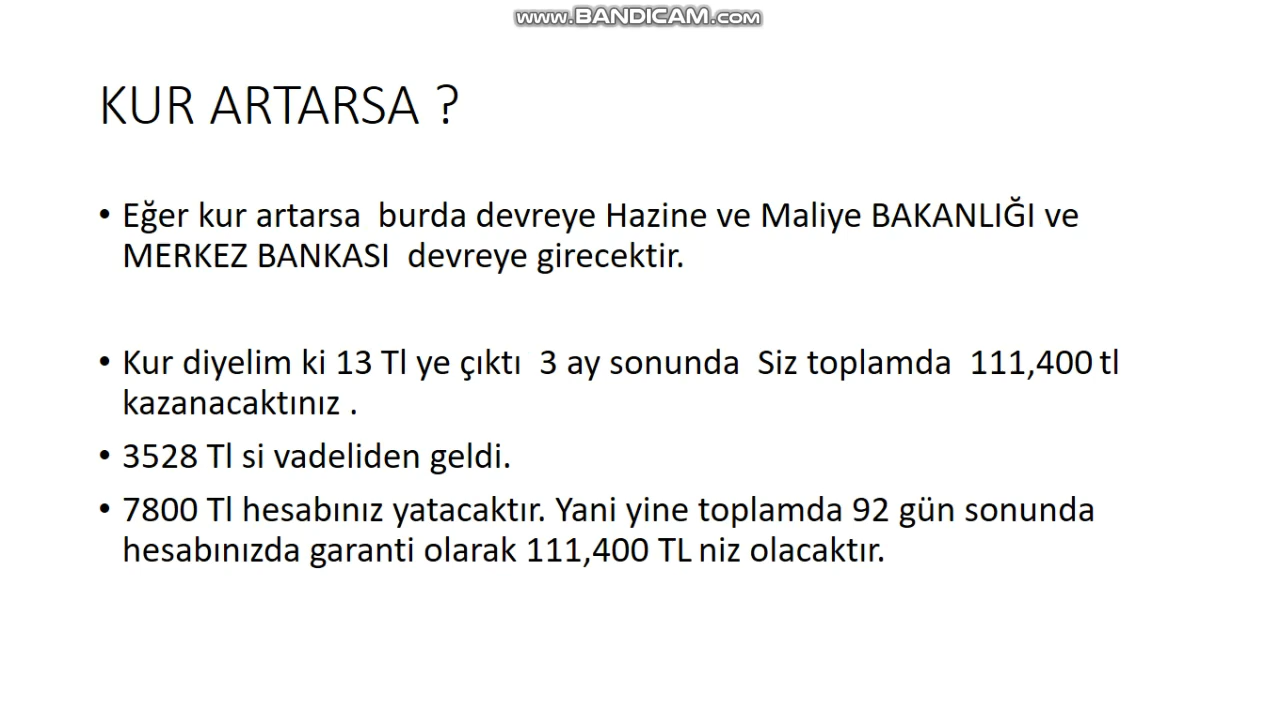 www.BANDICAM.com
KUR ARTARSA ?
• Eğer kur artarsa burda devreye Hazine ve Maliye BAKANLIĞI ve
MERKEZ BANKASI devreye girecektir.
• Kur diyelim ki 13 Tl ye çıktı 3 ay sonunda Siz toplamda 111,400 tl
kazanacaktınız .
• 3528 Tl si vadeliden geldi.
• 7800 Tl hesabınız yatacaktır. Yani yine toplamda 92 gün sonunda
hesabınızda garanti olarak 111,400 TL niz olacaktır.